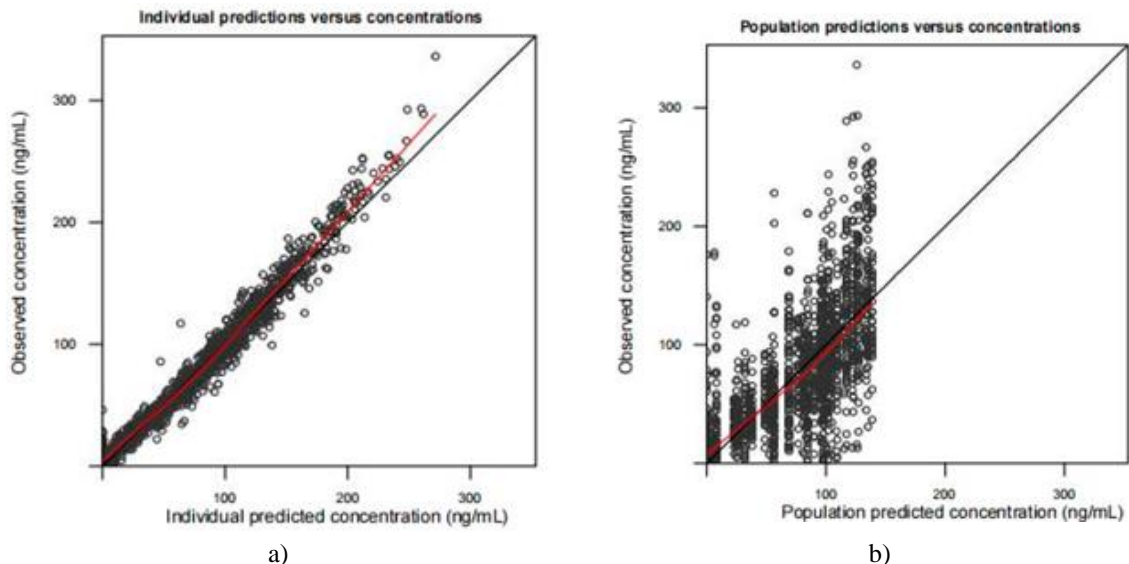 Individual predictions versus concentrations
Observed concentration (ng/mL)
300
200
100
100
200
300
Individual predicted concentration (ng/mL)
a)
Population predictions versus concentrations
Observed concentration (ng/mL)
300
200
100
100
200
300
Population predicted concentration (ng/mL)
b)